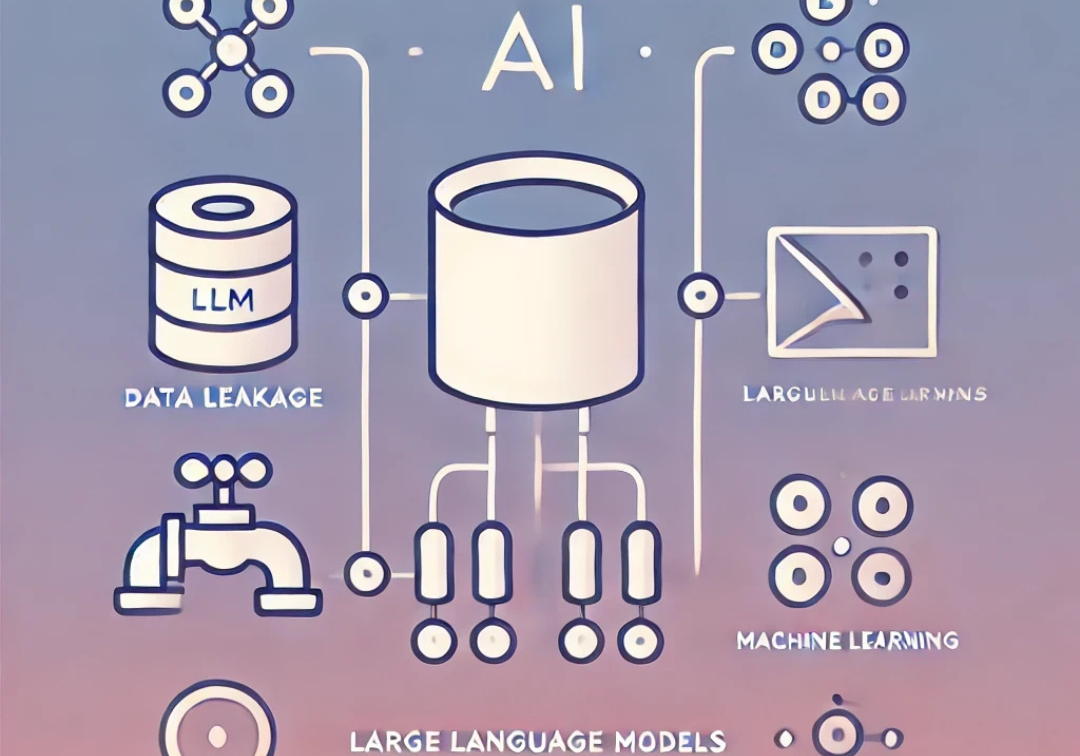 AI
LLM
DATA LEAKAGE
MACHINE LEARNING
LARGE LANGUAGE MODELS